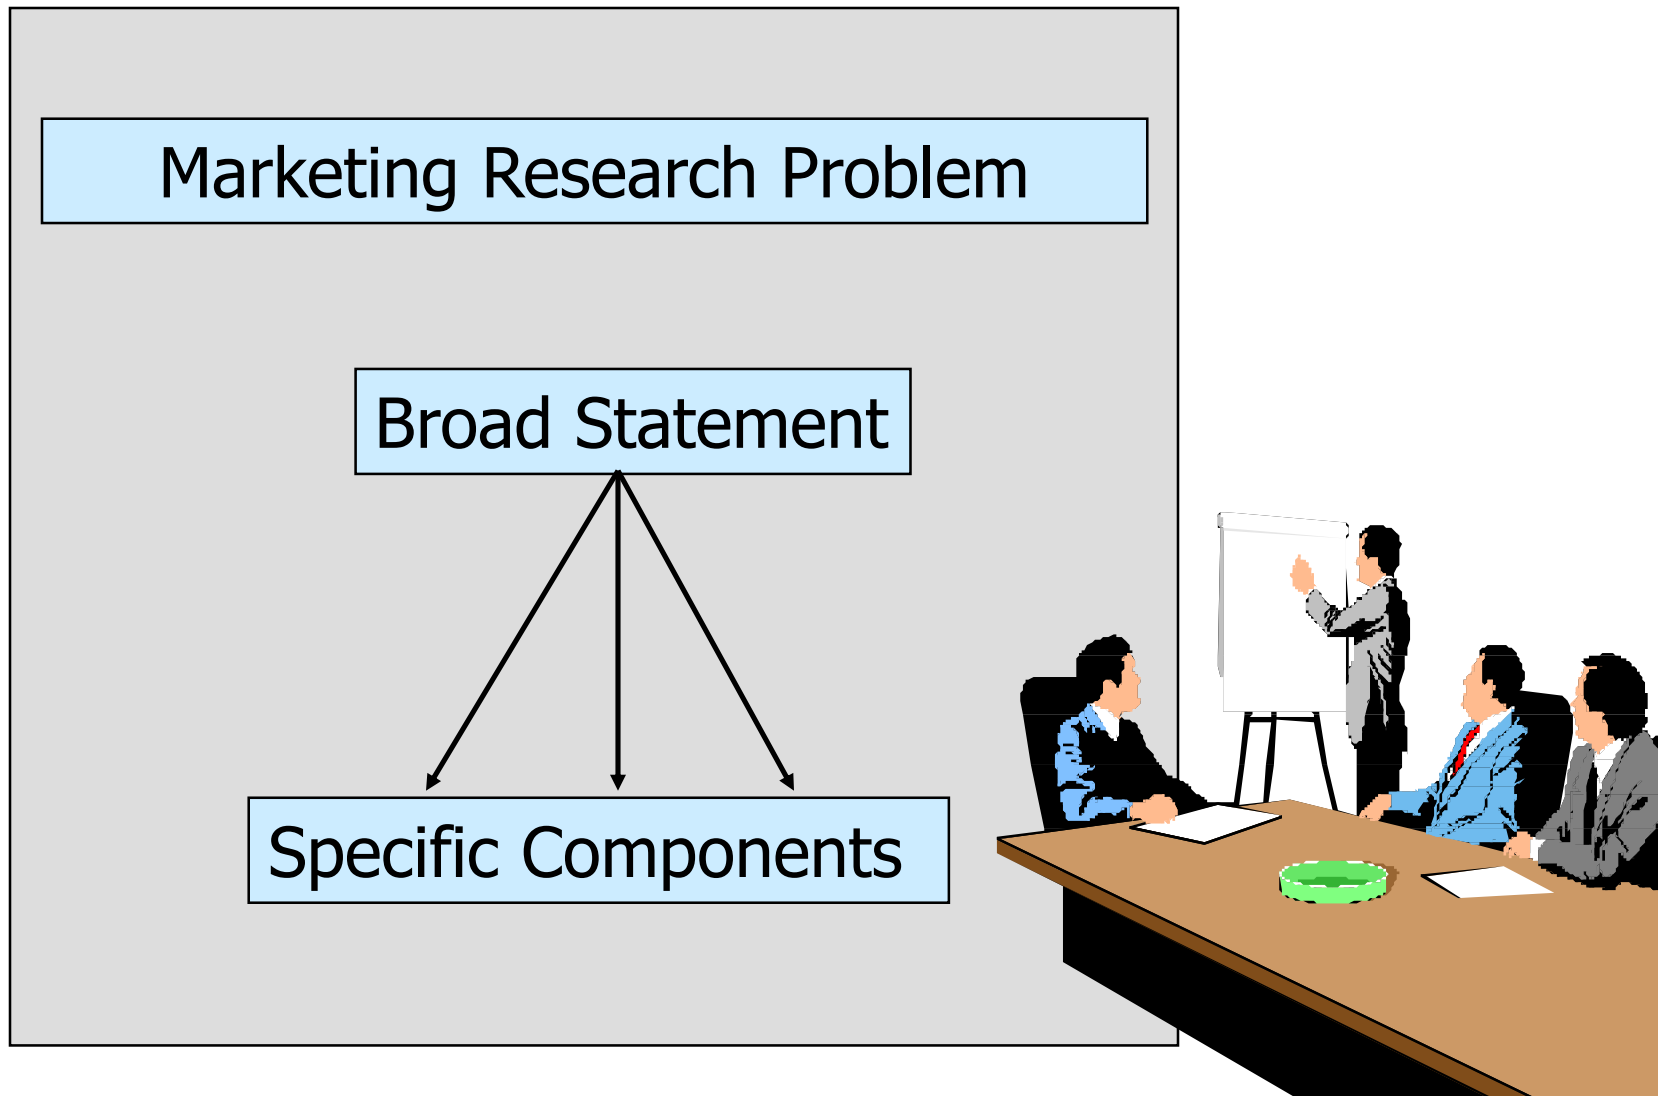 Marketing Research Problem
Broad Statement
Specific Components